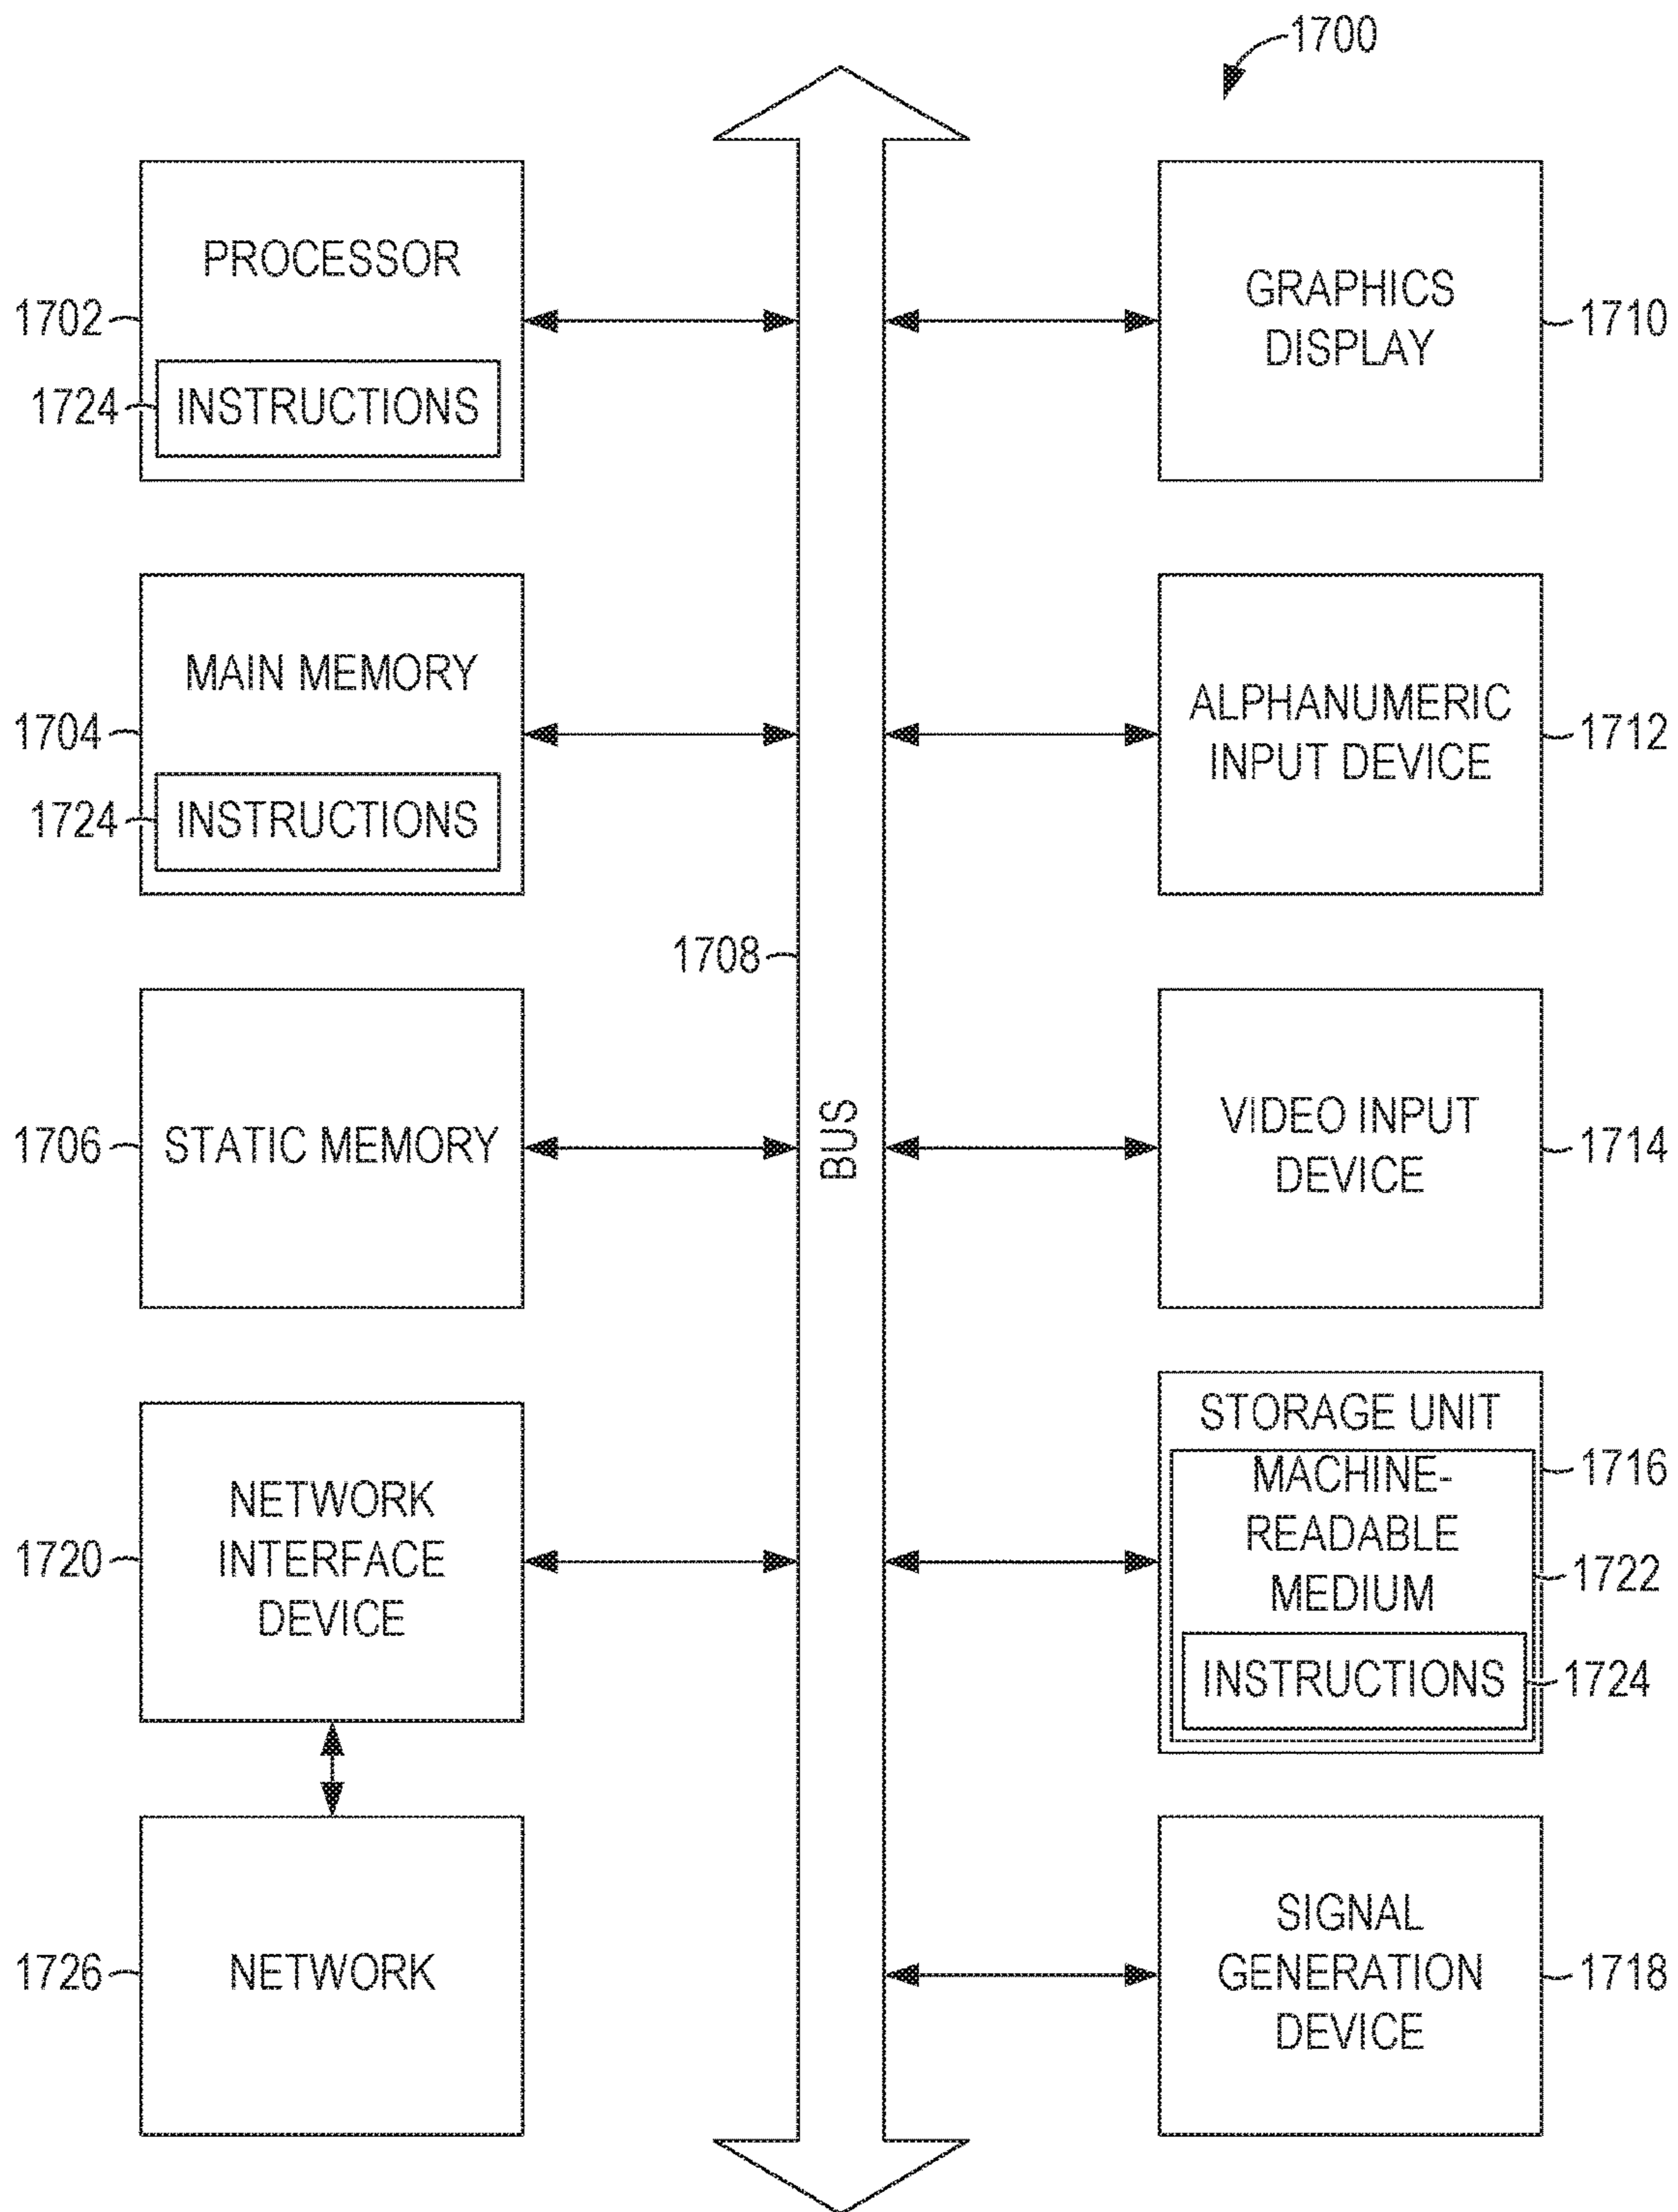 1700
PROCESSOR
1702
1724
INSTRUCTIONS
GRAPHICS
DISPLAY
1710
MAIN MEMORY
1704
1724
INSTRUCTIONS
ALPHANUMERIC
INPUT DEVICE
1712
1708
BUS
STATIC MEMORY
1706
VIDEO INPUT
DEVICE
1714
NETWORK
INTERFACE
DEVICE
1720
STORAGE UNIT
1716
MACHINE-
READABLE
MEDIUM
1722
INSTRUCTIONS
1724
NETWORK
1726
SIGNAL
GENERATION
DEVICE
1718